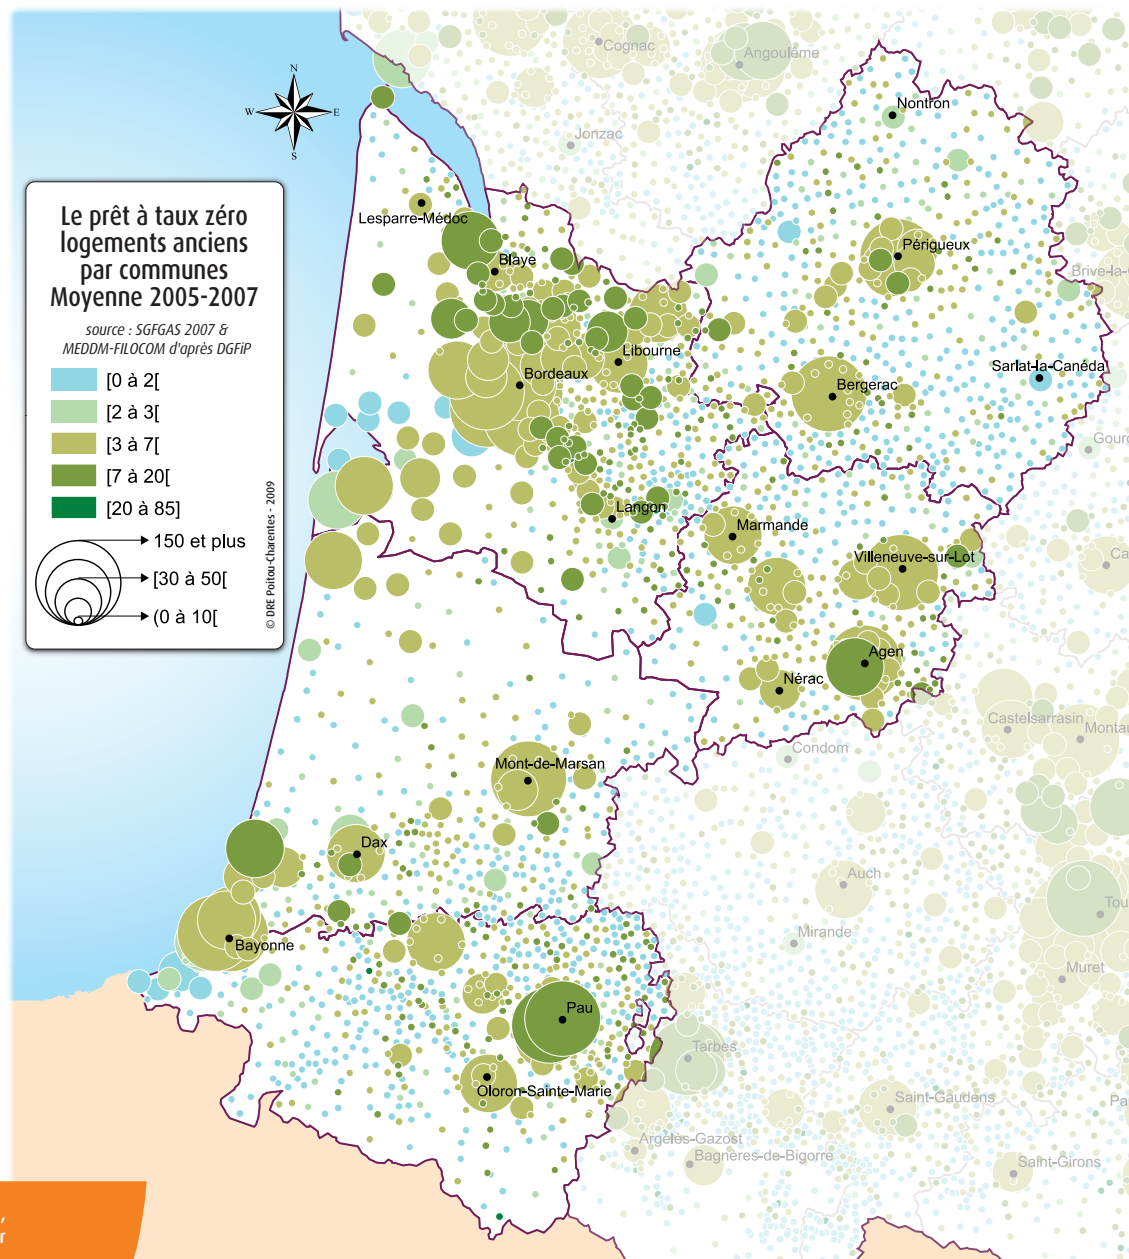 Cognac
Angoulême
N
W
E
S
Nontron
Jonzac
Le prêt à taux zéro
logements anciens
par communes
Moyenne 2005-2007
source : SGFGAS 2007 &
MEDDM-FILOCOM d'après DGFiP
[0 à 2[
[2 à 3[
[3 à 7[
[7 à 20[
[20 à 85]
150 et plus
[30 à 50[
(0 à 10[
© DRE Poitou-Charentes - 2009
Lesparre-Médoc
Blaye
Périgueux
Brive-la-
Libourne
Bordeaux
Sarlat-la-Canéda
Bergerac
Gourd
Langon
Marmande
Villeneuve-sur-Lot
Ca
Agen
Nérac
Castelsarrasin
Montau
Condom
Mont-de-Marsan
Dax
Auch
Tou
Mirande
Bayonne
Muret
Pau
Tarbes
Oloron-Sainte-Marie
Saint-Gaudens
Pa
Argelès-Gazost
Bagnères-de-Bigorre
Saint-Girons
r